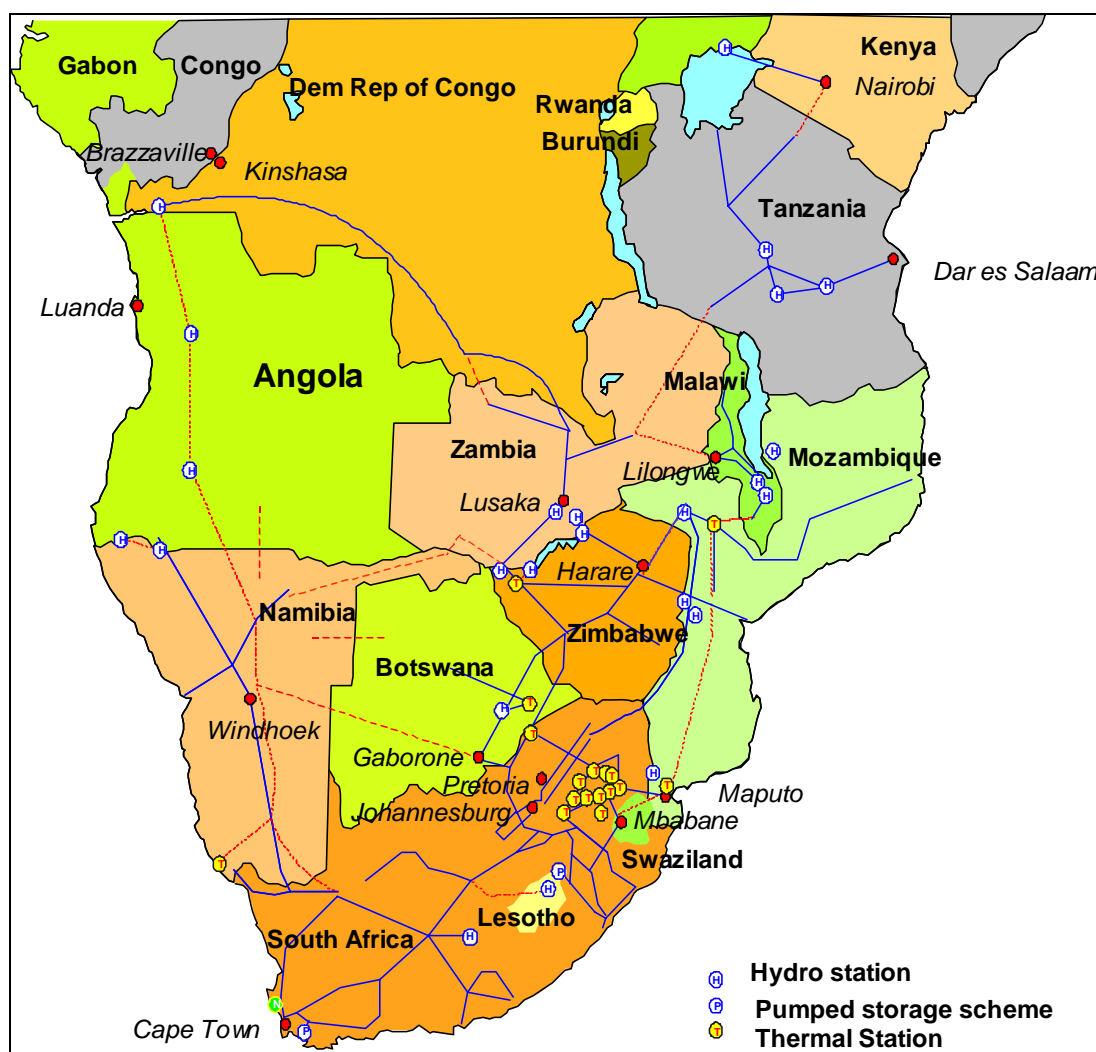 Gabon
Congo
Kenya
Dem Rep of Congo
Nairobi
Rwanda
Burundi
Brazzaville
Kinshasa
Tanzania
Dar es Salaam
Luanda
Angola
Malawi
Zambia
Mozambique
Lilongwe
Lusaka
Harare
Namibia
Zimbabwe
Botswana
Windhoek
Gaborone
Pretoria
Johannesburg
Maputo
Mbabane
Swaziland
Lesotho
South Africa
Cape Town
N
H Hydro station
P Pumped storage scheme
T Thermal Station